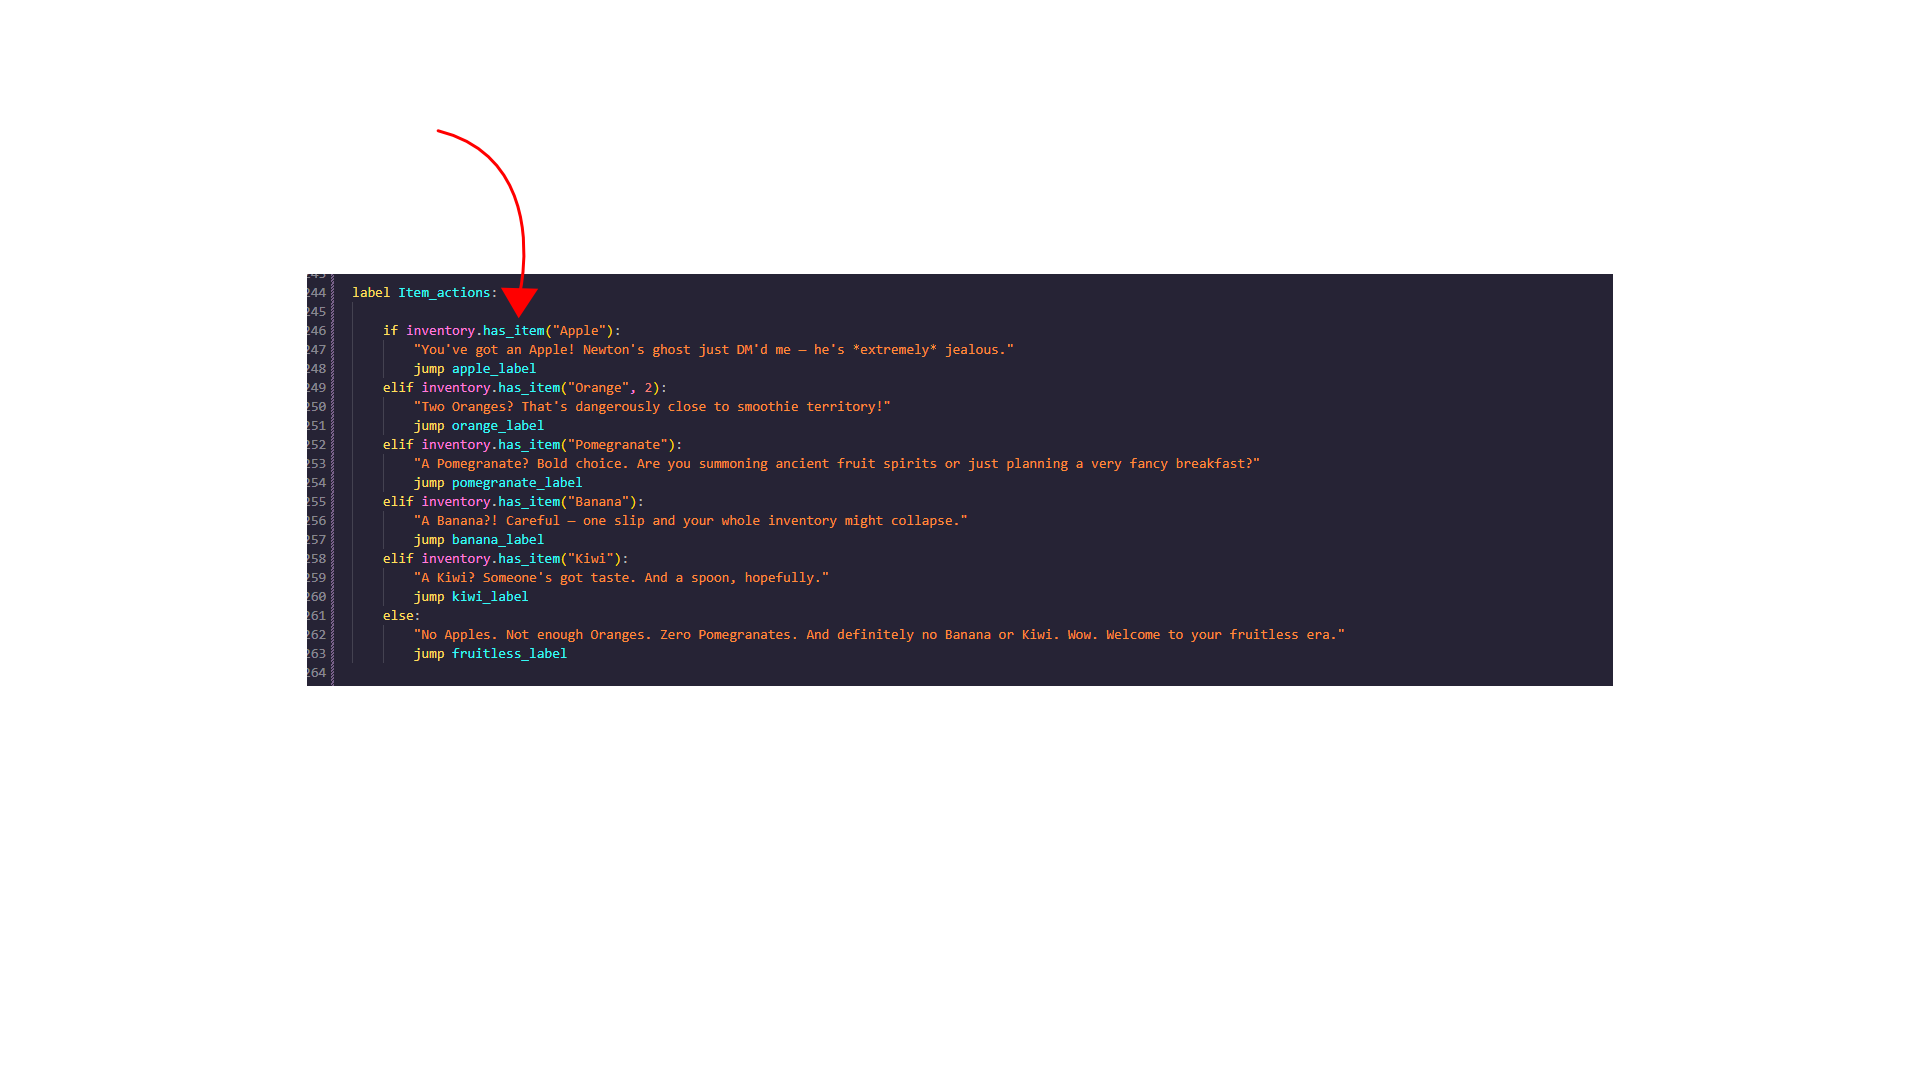 244 label Item_actions:
245
246 if inventory.has_item("Apple"):
247 "You've got an Apple! Newton's ghost just DM'd me — he's *extremely* jealous."
248 jump apple_label
249 elif inventory.has_item("Orange", 2):
250 "Two Oranges? That's dangerously close to smoothie territory!"
251 jump orange_label
252 elif inventory.has_item("Pomegranate"):
253 "A Pomegranate? Bold choice. Are you summoning ancient fruit spirits or just planning a very fancy breakfast?"
254 jump pomegranate_label
255 elif inventory.has_item("Banana"):
256 "A Banana?! Careful — one slip and your whole inventory might collapse."
257 jump banana_label
258 elif inventory.has_item("Kiwi"):
259 "A Kiwi? Someone's got taste. And a spoon, hopefully."
260 jump kiwi_label
261 else:
262 "No Apples. Not enough Oranges. Zero Pomegranates. And definitely no Banana or Kiwi. Wow. Welcome to your fruitless era."
263 jump fruitless_label
264